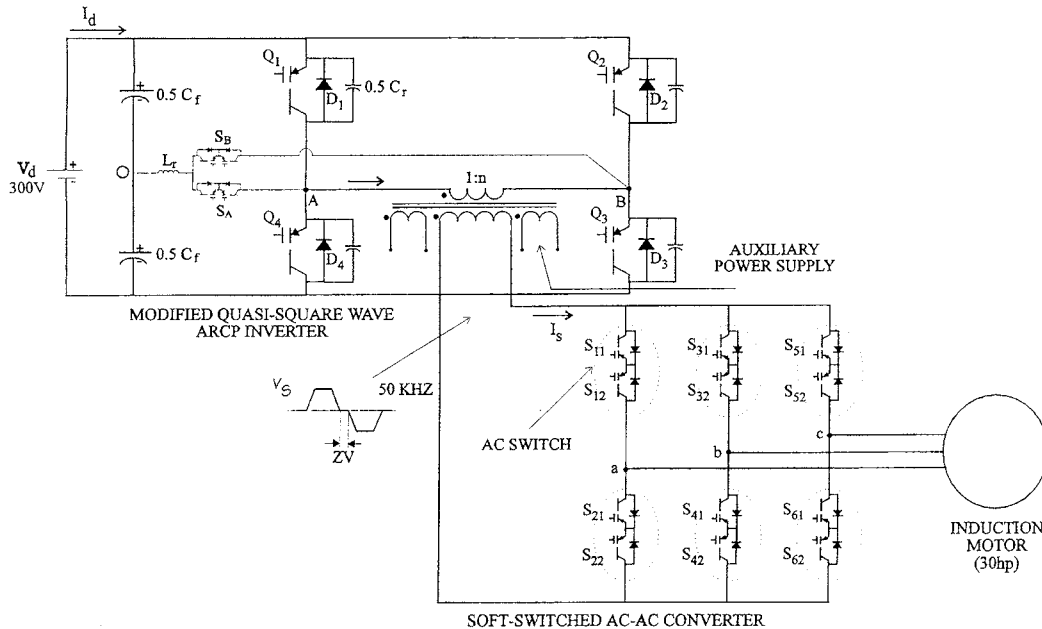 I_d
Q_1
D_1
0.5 C_r
Q_2
D_2
0.5 C_f
S_B
L_r
S_A
O
V_d
300V
+
-
A
1:n
B
Q_4
D_4
Q_3
D_3
0.5 C_f
AUXILIARY
POWER SUPPLY
MODIFIED QUASI-SQUARE WAVE
ARCP INVERTER
I_s
V_S
50 KHZ
ZV
AC SWITCH
S_11
S_12
S_31
S_32
S_51
S_52
c
b
a
S_21
S_22
S_41
S_42
S_61
S_62
INDUCTION
MOTOR
(30hp)
SOFT-SWITCHED AC-AC CONVERTER